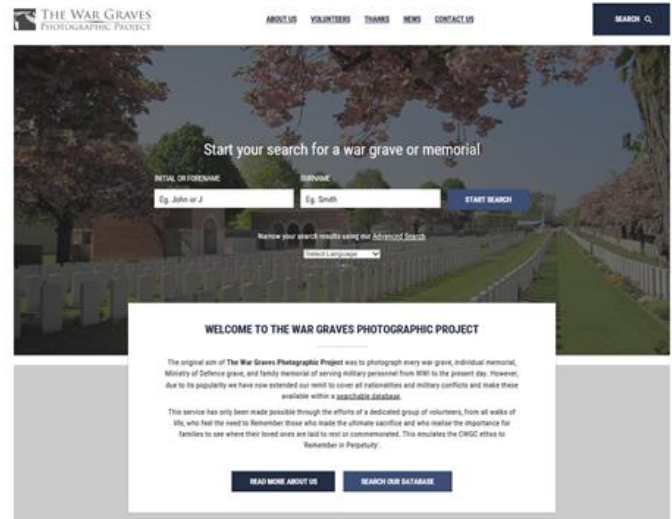 THE WAR GRAVES
PHOTOGRAPHIC PROJECT
ABOUT US VOLUNTEERS THANKS NEWS CONTACT US
SEARCH
Start your search for a war grave or memorial
INITIAL OR FORENAME SURNAME
Eg. John or J Eg. Smith START SEARCH
Narrow your search results using our Advanced Search
Select Language
WELCOME TO THE WAR GRAVES PHOTOGRAPHIC PROJECT
The original aim of The War Graves Photographic Project was to photograph every war grave, individual memorial,
Ministry of Defence grave, and family memorial of serving military personnel from WWI to the present day. However,
due to its popularity we have now extended our remit to cover all nationalities and military conflicts and make these
available within a searchable database.
This service has only been made possible through the efforts of a dedicated group of volunteers, from all walks of
life, who feel the need to Remember those who made the ultimate sacrifice and who realise the importance for
families to see where their loved ones are laid to rest or commemorated. This emulates the CWGC ethus to
'Remember in Perpetuity'.
READ MORE ABOUT US SEARCH OUR DATABASE